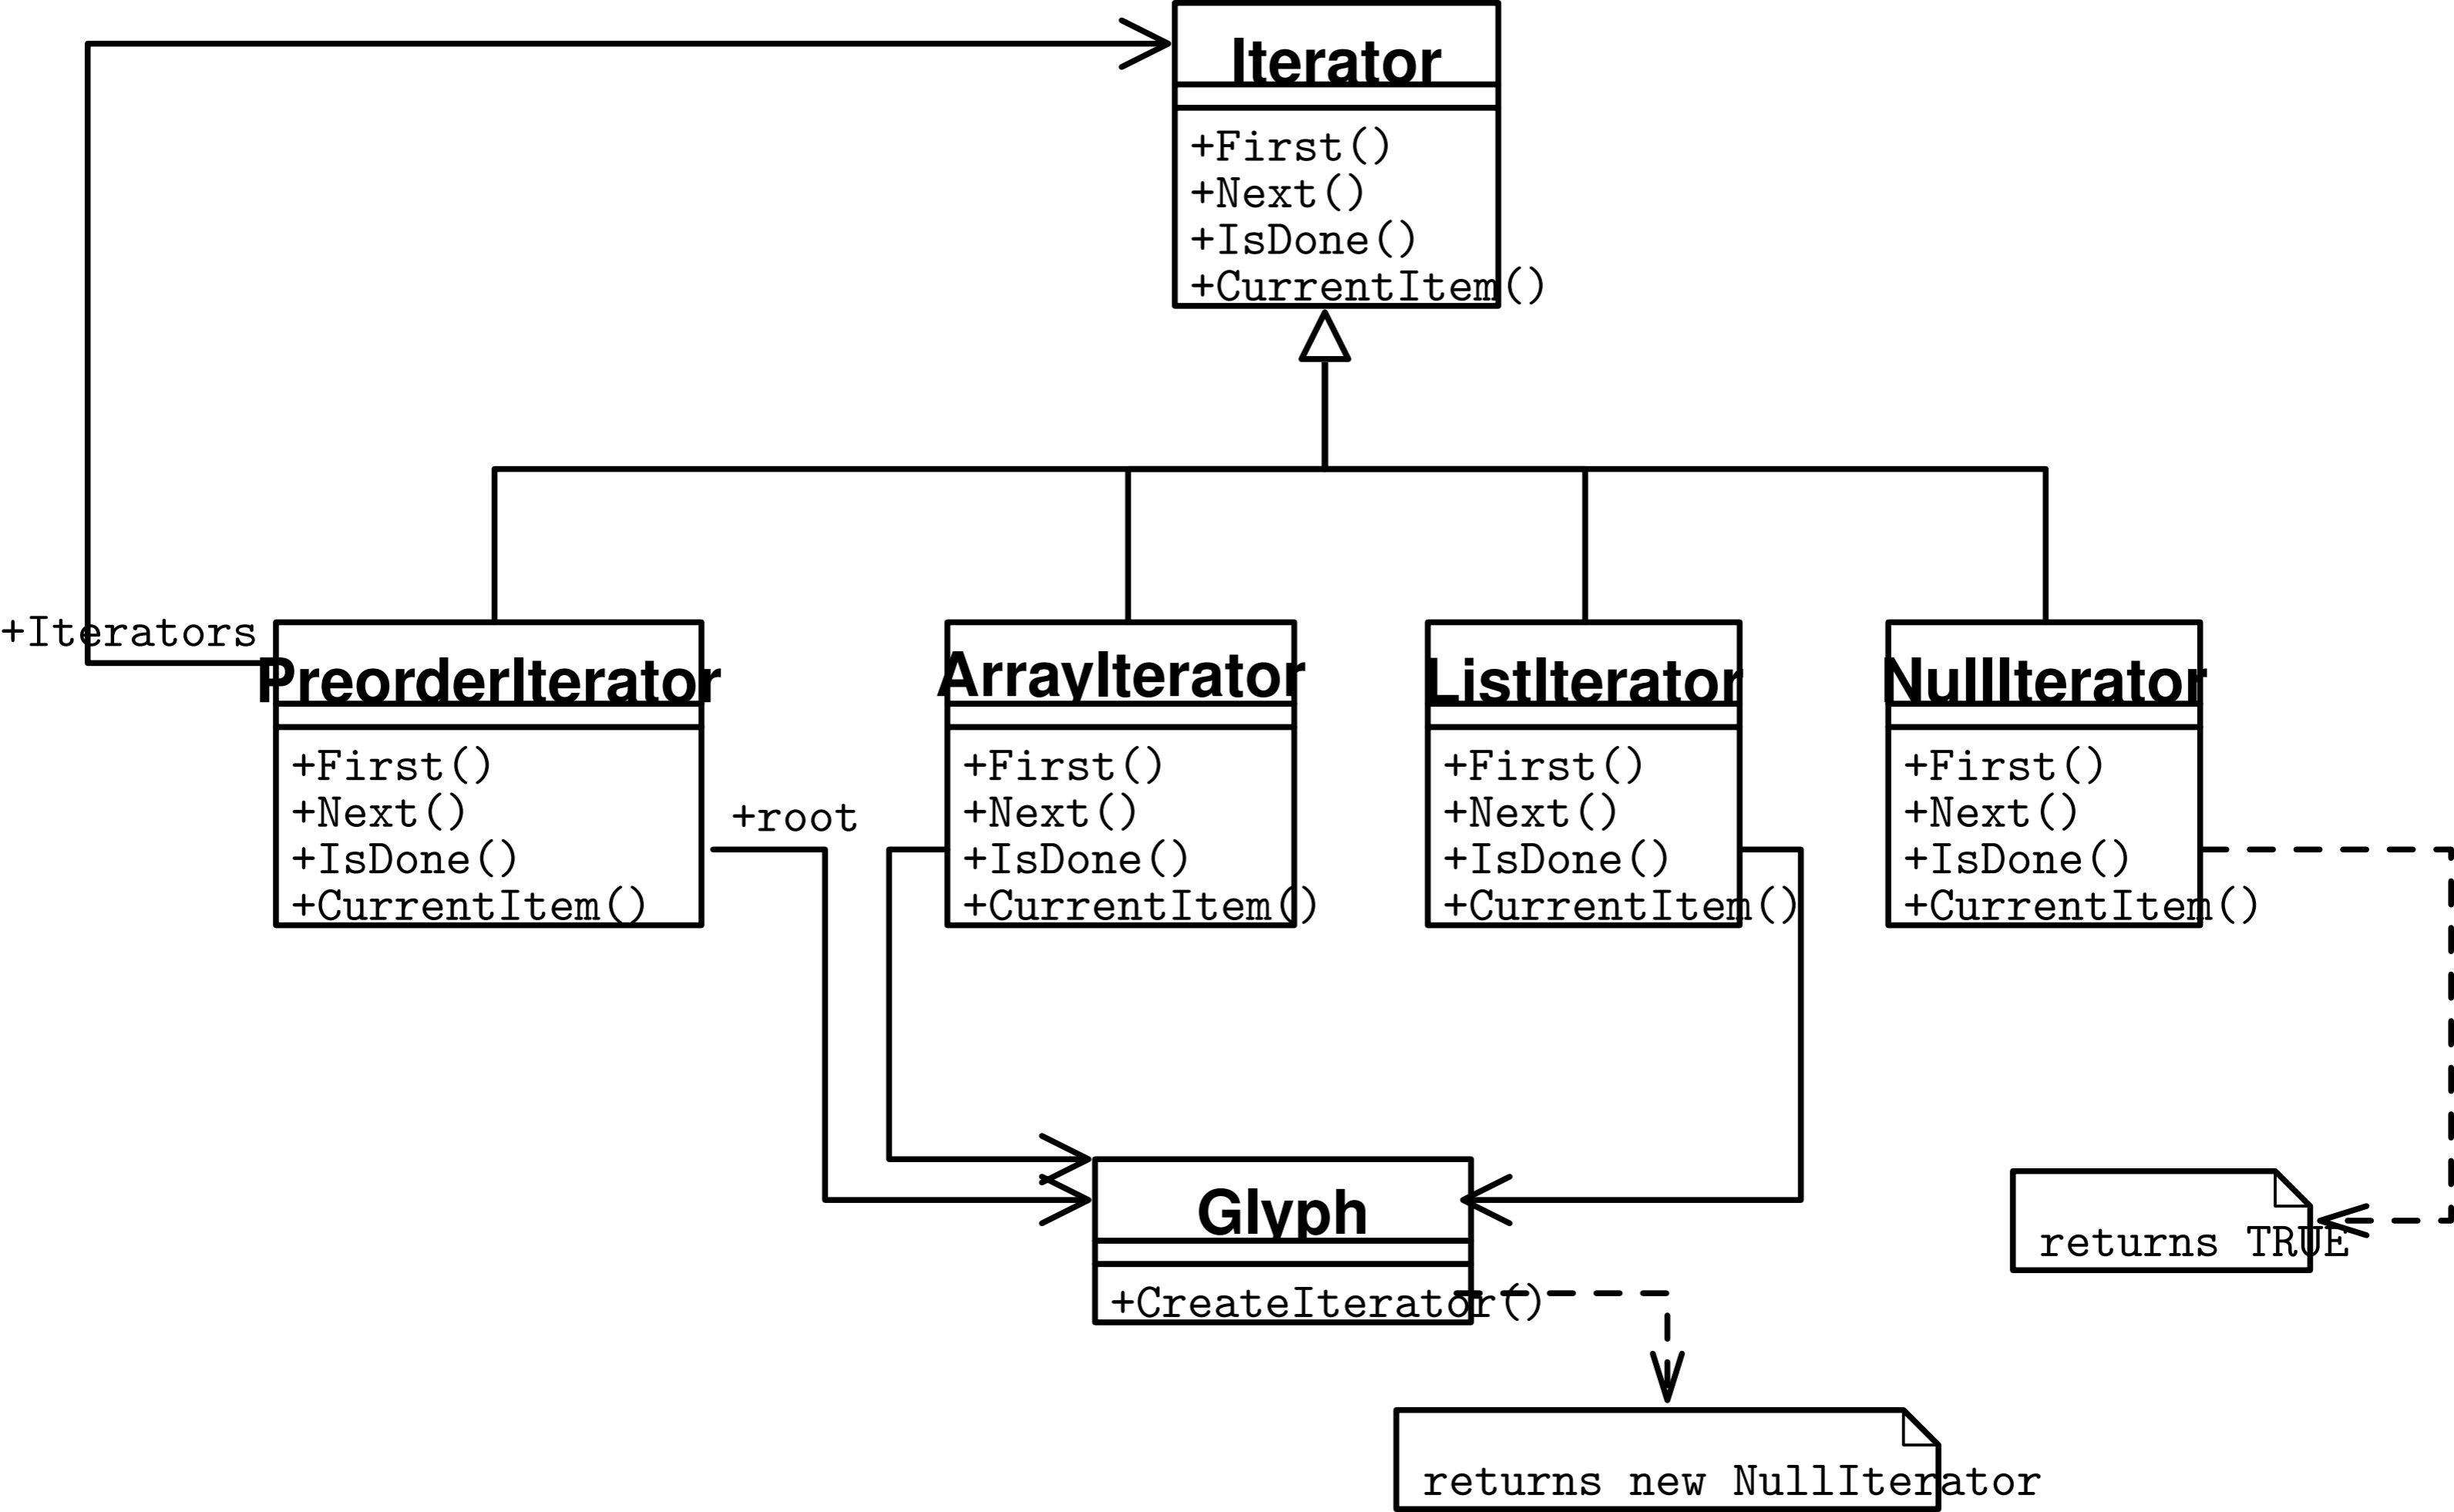 Iterator
+First()
+Next()
+IsDone()
+CurrentItem()
+Iterators
PreorderIterator
+First()
+Next()
+IsDone()
+CurrentItem()
+root
ArrayIterator
+First()
+Next()
+IsDone()
+CurrentItem()
ListIterator
+First()
+Next()
+IsDone()
+CurrentItem()
NullIterator
+First()
+Next()
+IsDone()
+CurrentItem()
Glyph
+CreateIterator()
returns TRUE
returns new NullIterator